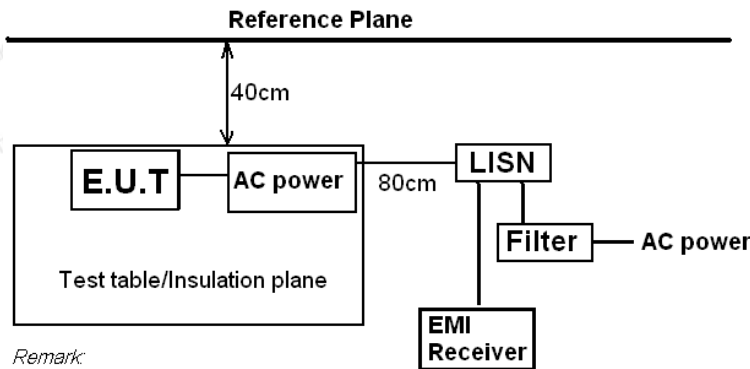 Reference Plane
40cm
E.U.T
AC power
80cm
LISN
Filter
AC power
Test table/Insulation plane
EMI
Receiver
Remark: